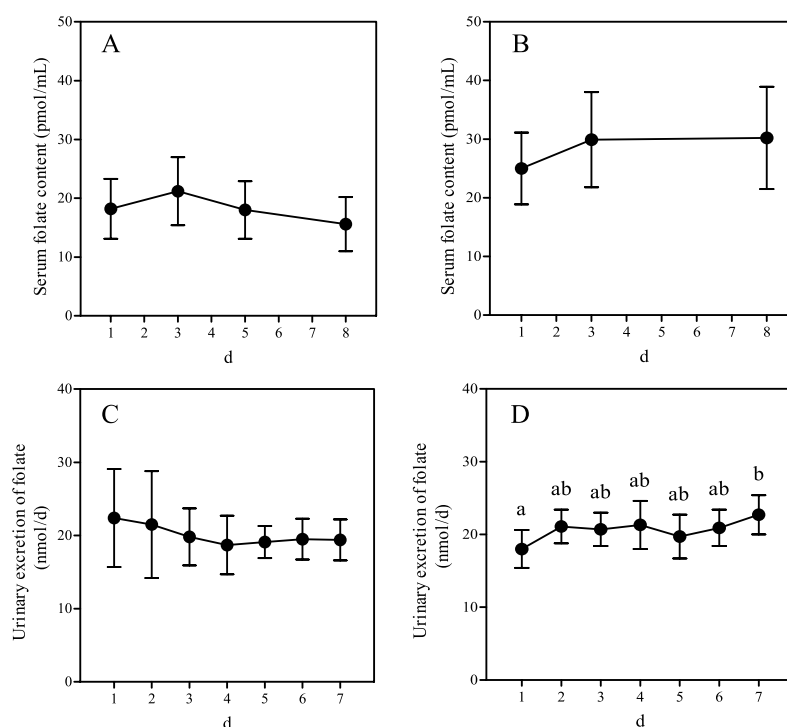 A
Serum folate content (pmol/mL)
50
40
30
20
10
0
1 2 3 4 5 6 7 8
d
B
Serum folate content (pmol/mL)
50
40
30
20
10
0
1 2 3 4 5 6 7 8
d
C
Urinary excretion of folate
(nmol/d)
40
30
20
10
0
1 2 3 4 5 6 7
d
D
Urinary excretion of folate
(nmol/d)
40
30
20
10
0
a ab ab ab ab ab b
1 2 3 4 5 6 7
d